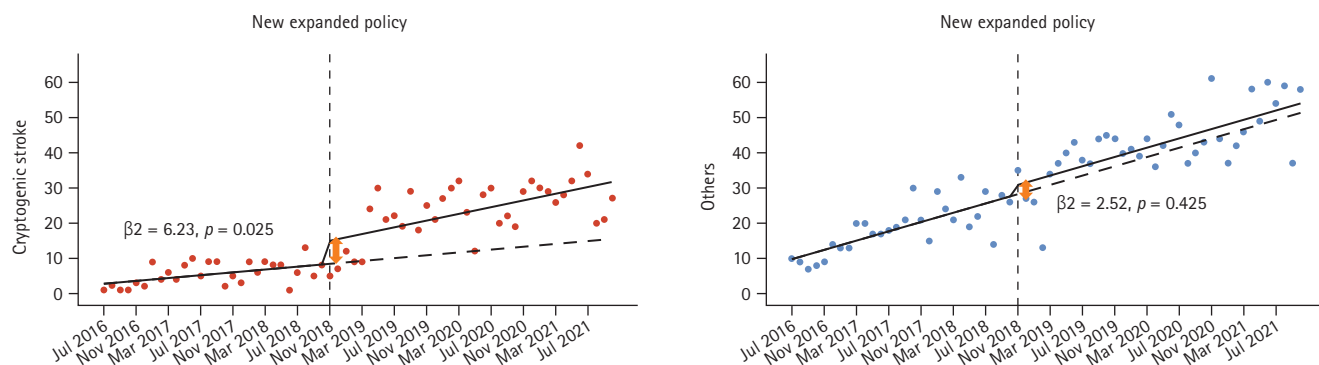 New expanded policy
Cryptogenic stroke
60
50
40
30
20
10
0
β2 = 6.23, p = 0.025
Jul 2016
Nov 2016
Mar 2017
Jul 2017
Nov 2017
Mar 2018
Jul 2018
Nov 2018
Mar 2019
Jul 2019
Nov 2019
Mar 2020
Jul 2020
Nov 2020
Mar 2021
Jul 2021
New expanded policy
Others
60
50
40
30
20
10
0
β2 = 2.52, p = 0.425
Jul 2016
Nov 2016
Mar 2017
Jul 2017
Nov 2017
Mar 2018
Jul 2018
Nov 2018
Mar 2019
Jul 2019
Nov 2019
Mar 2020
Jul 2020
Nov 2020
Mar 2021
Jul 2021